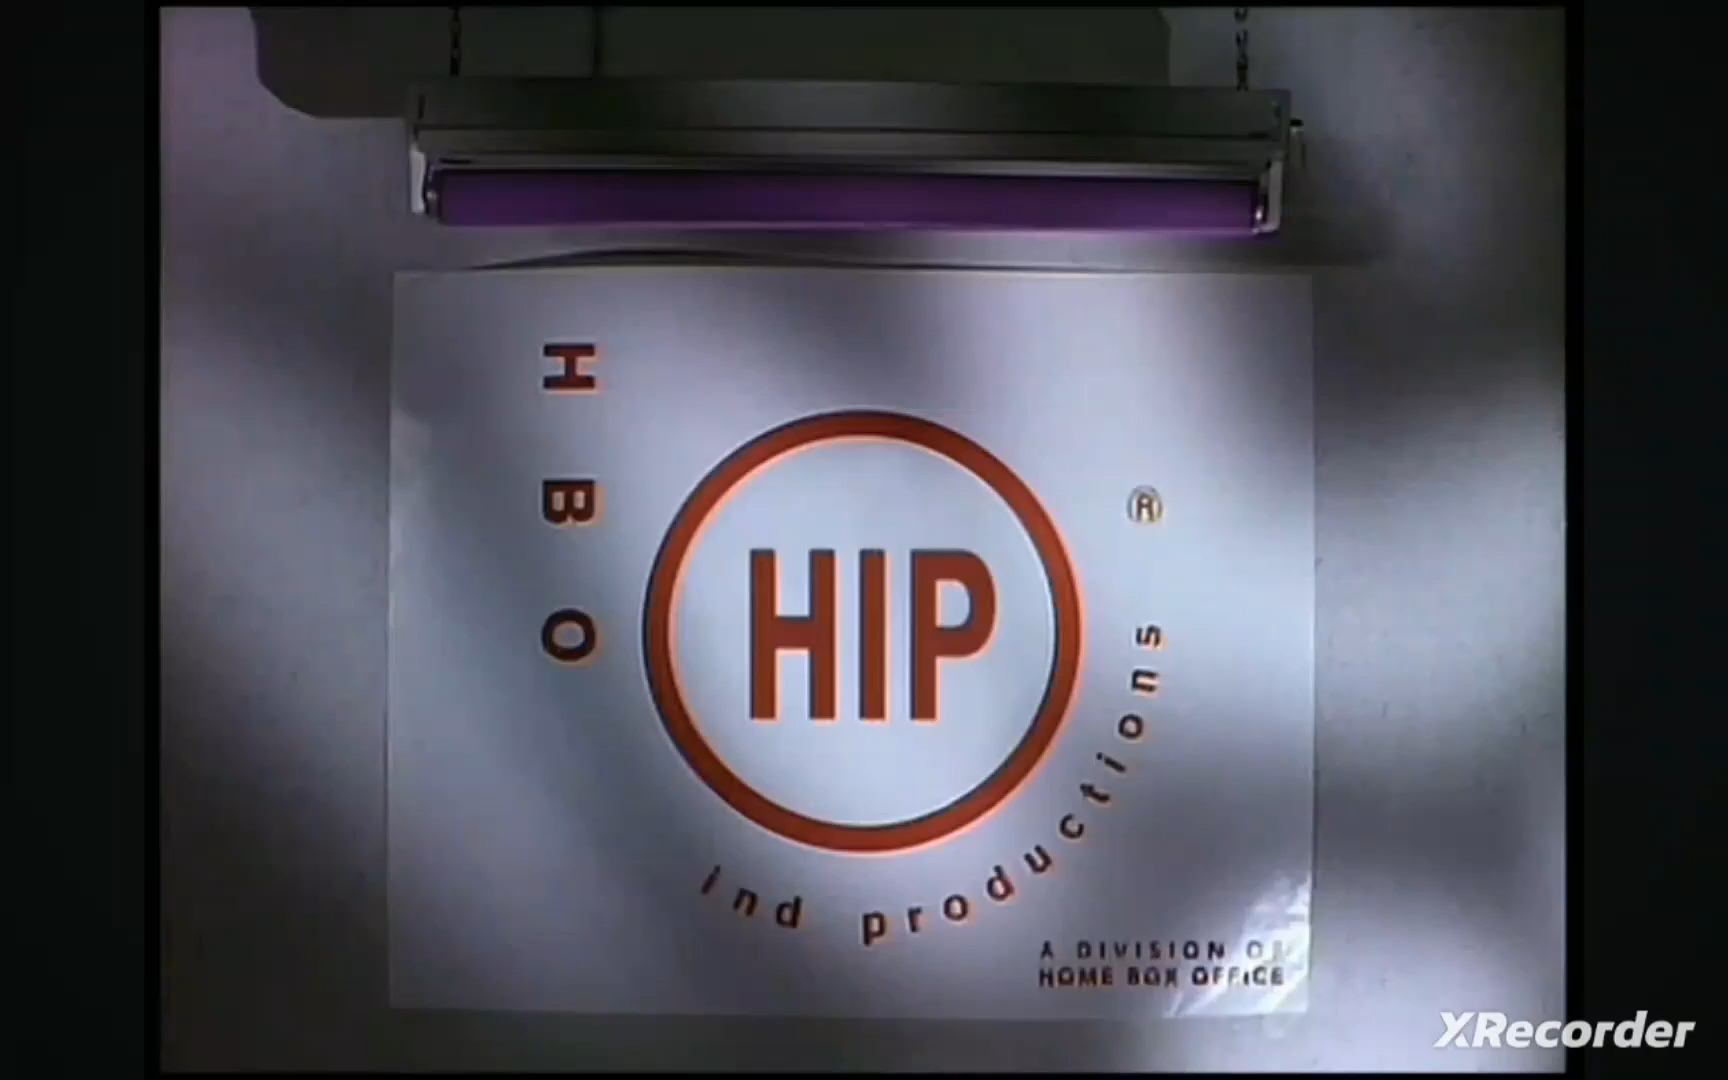 HBO
HIP
®
ind productions
A DIVISION OF
HOME BOX OFFICE
XRecorder